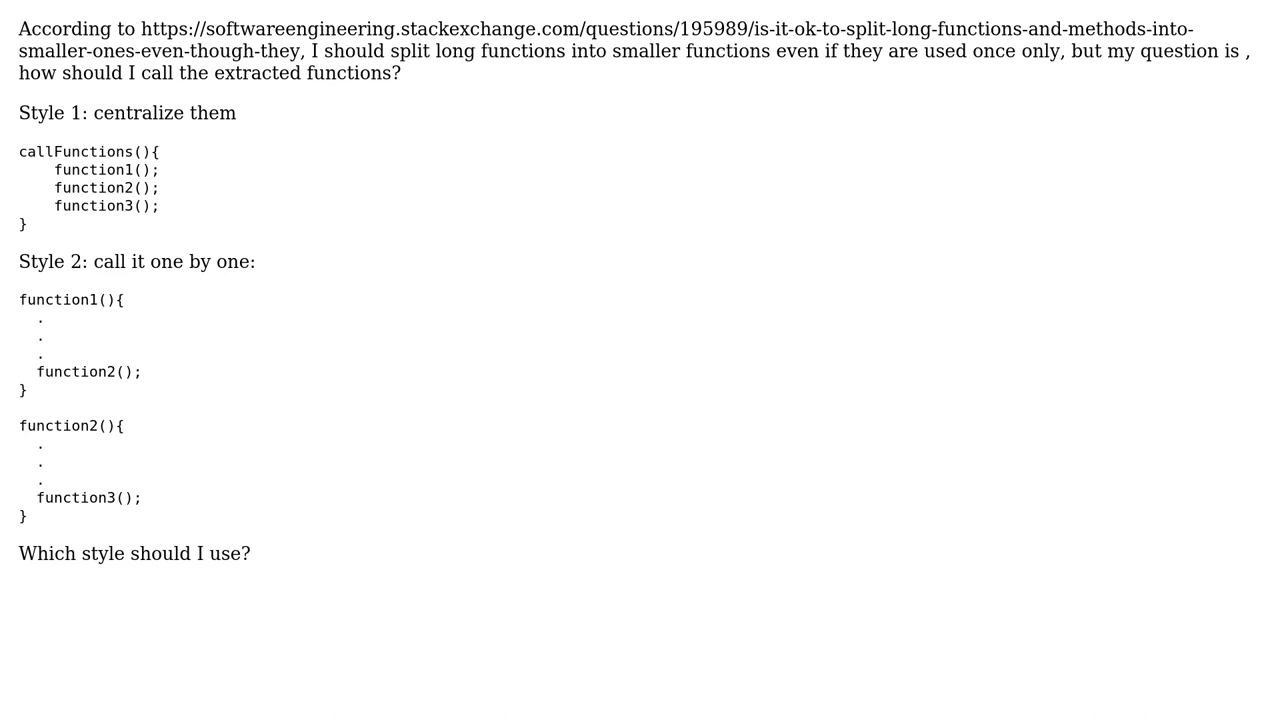 According to https://softwareengineering.stackexchange.com/questions/195989/is-it-ok-to-split-long-functions-and-methods-into-
smaller-ones-even-though-they, I should split long functions into smaller functions even if they are used once only, but my question is ,
how should I call the extracted functions?
Style 1: centralize them
callFunctions(){
    function1();
    function2();
    function3();
}
Style 2: call it one by one:
function1(){
  .
  .
  .
  function2();
}
function2(){
  .
  .
  .
  function3();
}
Which style should I use?